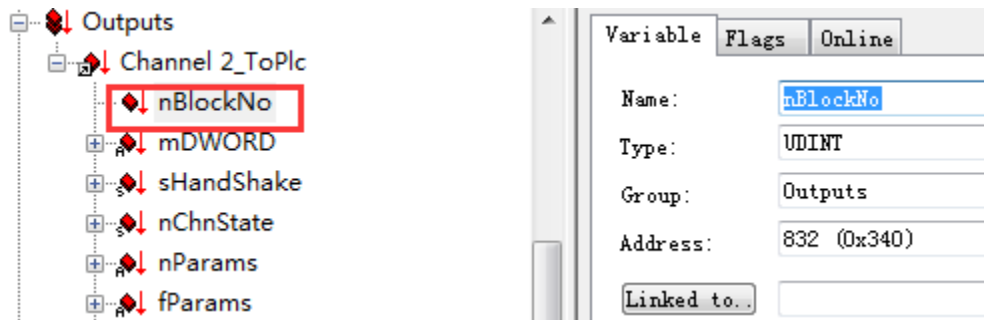 Outputs
Channel 2_ToPlc
nBlockNo
mDWORD
sHandShake
nChnState
nParams
fParams
Variable Flags Online
Name: nBlockNo
Type: UDINT
Group: Outputs
Address: 832 (0x340)
Linked to..